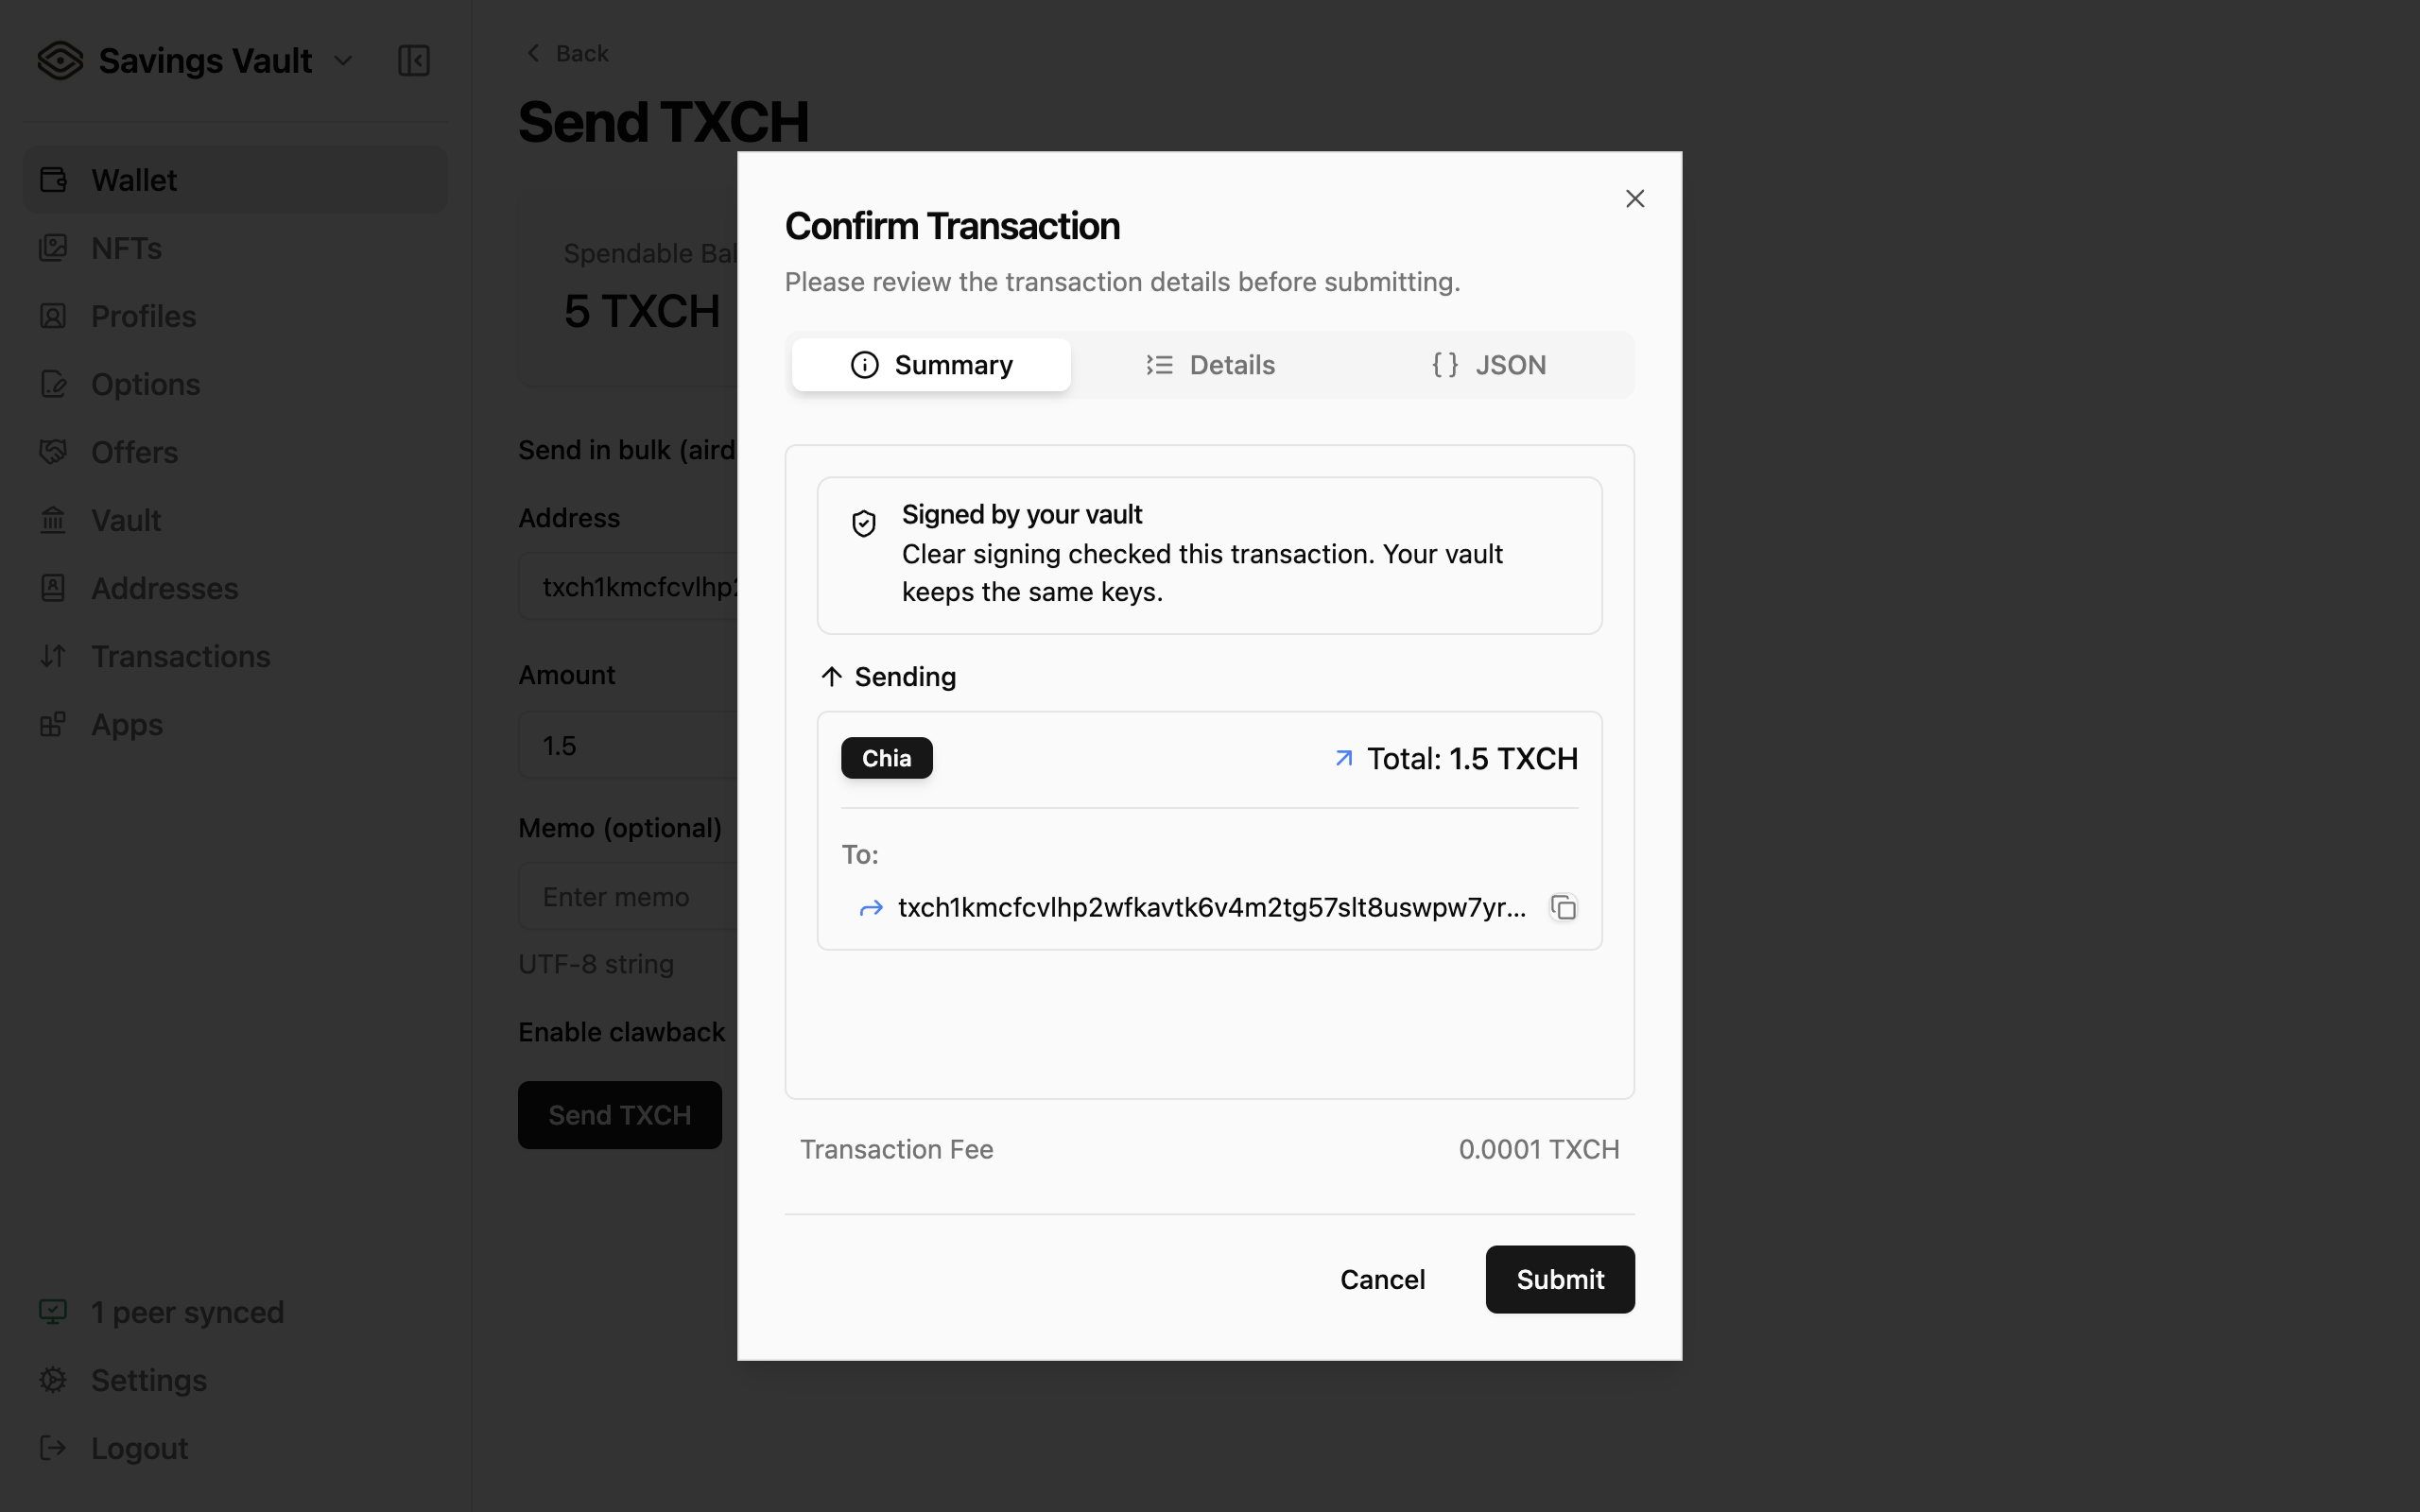 Savings Vault
Wallet
NFTs
Profiles
Options
Offers
Vault
Addresses
Transactions
Apps
1 peer synced
Settings
Logout
Back
Send TXCH
Spendable Bal
5 TXCH
Send in bulk (aird
Address
txch1kmcfcvlhp2
Amount
1.5
Memo (optional)
Enter memo
UTF-8 string
Enable clawback
Send TXCH
Confirm Transaction
Please review the transaction details before submitting.
Summary
Details
{ } JSON
Signed by your vault
Clear signing checked this transaction. Your vault
keeps the same keys.
Sending
Chia
Total: 1.5 TXCH
To:
txch1kmcfcvlhp2wfkavtk6v4m2tg57slt8uswpw7yr...
Transaction Fee
0.0001 TXCH
Cancel
Submit